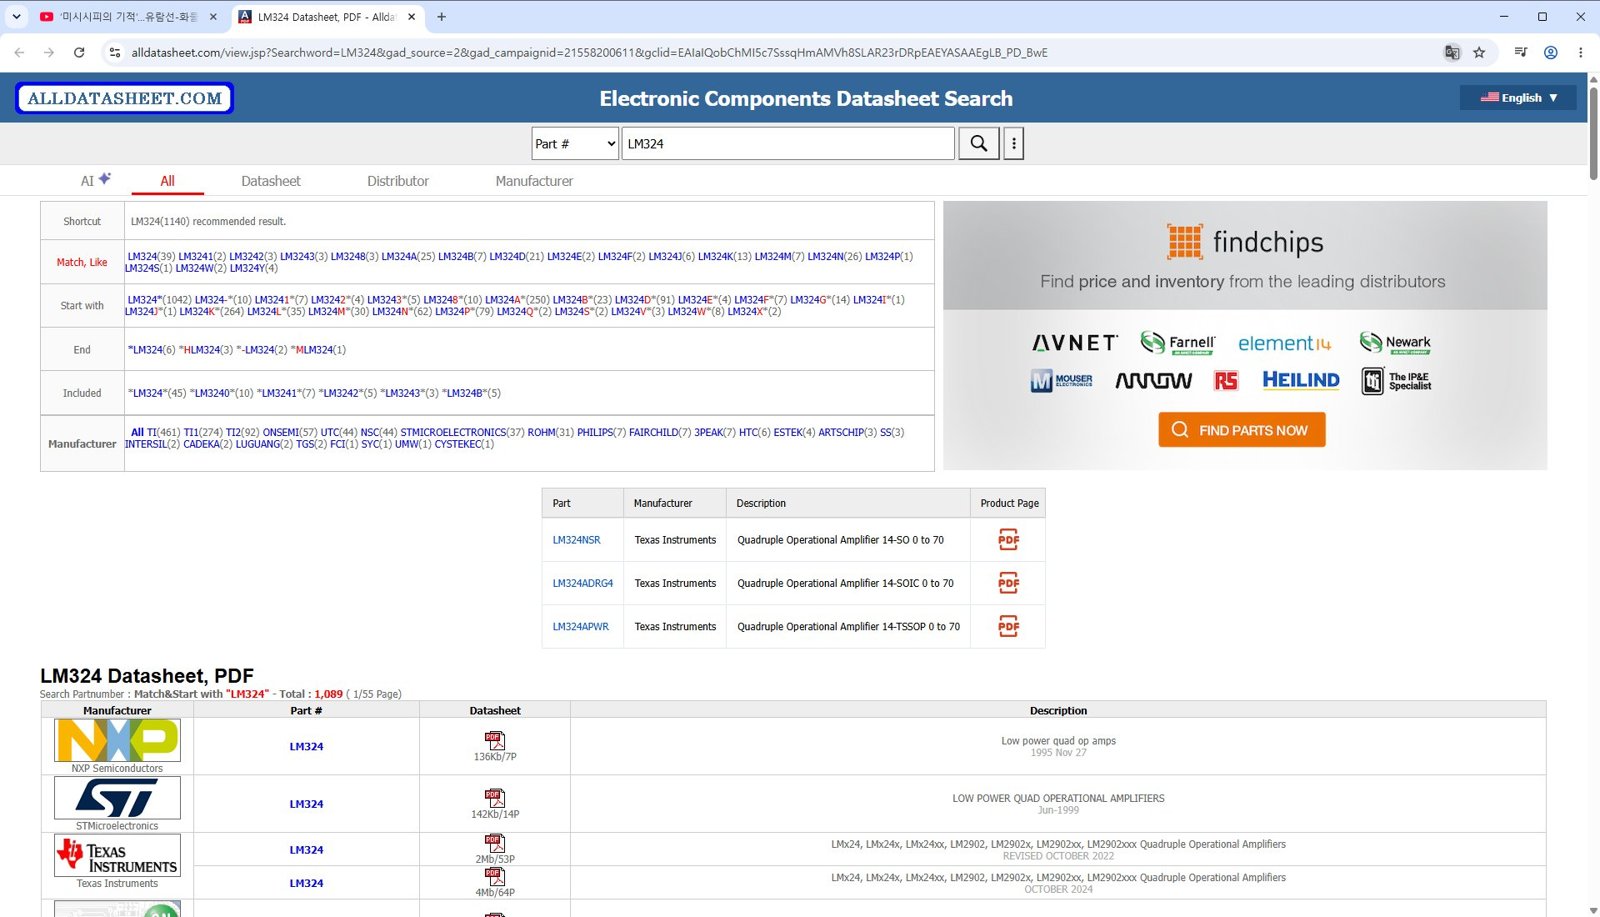 '미시시피의 기적'...유람선-화물
LM324 Datasheet, PDF - Allda
alldatasheet.com/view.jsp?Searchword=LM324&gad_source=2&gad_campaignid=21558200611&gclid=EAIaIQobChMI5c7SssqHmAMVh8SLAR23rDRpEAEYASAAEgLB_PD_BwE
ALLDATASHEET.COM
Electronic Components Datasheet Search
English ▼
Part #
LM324
AI
All
Datasheet
Distributor
Manufacturer
Shortcut
LM324(1140) recommended result.
Match, Like
LM324(39) LM3241(2) LM3242(3) LM3243(3) LM3248(3) LM324A(25) LM324B(7) LM324D(21) LM324E(2) LM324F(2) LM324J(6) LM324K(13) LM324M(7) LM324N(26) LM324P(1)
LM324S(1) LM324W(2) LM324Y(4)
Start with
LM324*(1042) LM324-*(10) LM3241*(7) LM3242*(4) LM3243*(5) LM3248*(10) LM324A*(250) LM324B*(23) LM324D*(91) LM324E*(4) LM324F*(7) LM324G*(14) LM324I*(1)
LM324J*(1) LM324K*(264) LM324L*(35) LM324M*(30) LM324N*(62) LM324P*(79) LM324Q*(2) LM324S*(2) LM324V*(3) LM324W*(8) LM324X*(2)
End
*LM324(6) *HLM324(3) *-LM324(2) *MLM324(1)
Included
*LM324*(45) *LM3240*(10) *LM3241*(7) *LM3242*(5) *LM3243*(3) *LM324B*(5)
Manufacturer
All TI(461) TI1(274) TI2(92) ONSEMI(57) UTC(44) NSC(44) STMICROELECTRONICS(37) ROHM(31) PHILIPS(7) FAIRCHILD(7) 3PEAK(7) HTC(6) ESTEK(4) ARTSCHIP(3) SS(3)
INTERSIL(2) CADEKA(2) LUGUANG(2) TGS(2) FCI(1) SYC(1) UMW(1) CYSTEKEC(1)
findchips
Find price and inventory from the leading distributors
AVNET
Farnell
AN AVNET COMPANY
element14
Newark
AN AVNET COMPANY
M MOUSER
ELECTRONICS
ARROW
RS
HEILIND
tti The IP&E
Specialist
FIND PARTS NOW
Part
Manufacturer
Description
Product Page
LM324NSR
Texas Instruments
Quadruple Operational Amplifier 14-SO 0 to 70
PDF
LM324ADRG4
Texas Instruments
Quadruple Operational Amplifier 14-SOIC 0 to 70
PDF
LM324APWR
Texas Instruments
Quadruple Operational Amplifier 14-TSSOP 0 to 70
PDF
LM324 Datasheet, PDF
Search Partnumber : Match&Start with "LM324" - Total : 1,089 ( 1/55 Page)
Manufacturer
Part #
Datasheet
Description
NXP
NXP Semiconductors
LM324
PDF
136Kb/7P
Low power quad op amps
1995 Nov 27
ST
STMicroelectronics
LM324
PDF
142Kb/14P
LOW POWER QUAD OPERATIONAL AMPLIFIERS
Jun-1999
TEXAS
INSTRUMENTS
Texas Instruments
LM324
PDF
2Mb/53P
LMx24, LMx24x, LMx24xx, LM2902, LM2902x, LM2902xx, LM2902xxx Quadruple Operational Amplifiers
REVISED OCTOBER 2022
LM324
PDF
4Mb/64P
LMx24, LMx24x, LMx24xx, LM2902, LM2902x, LM2902xx, LM2902xxx Quadruple Operational Amplifiers
OCTOBER 2024